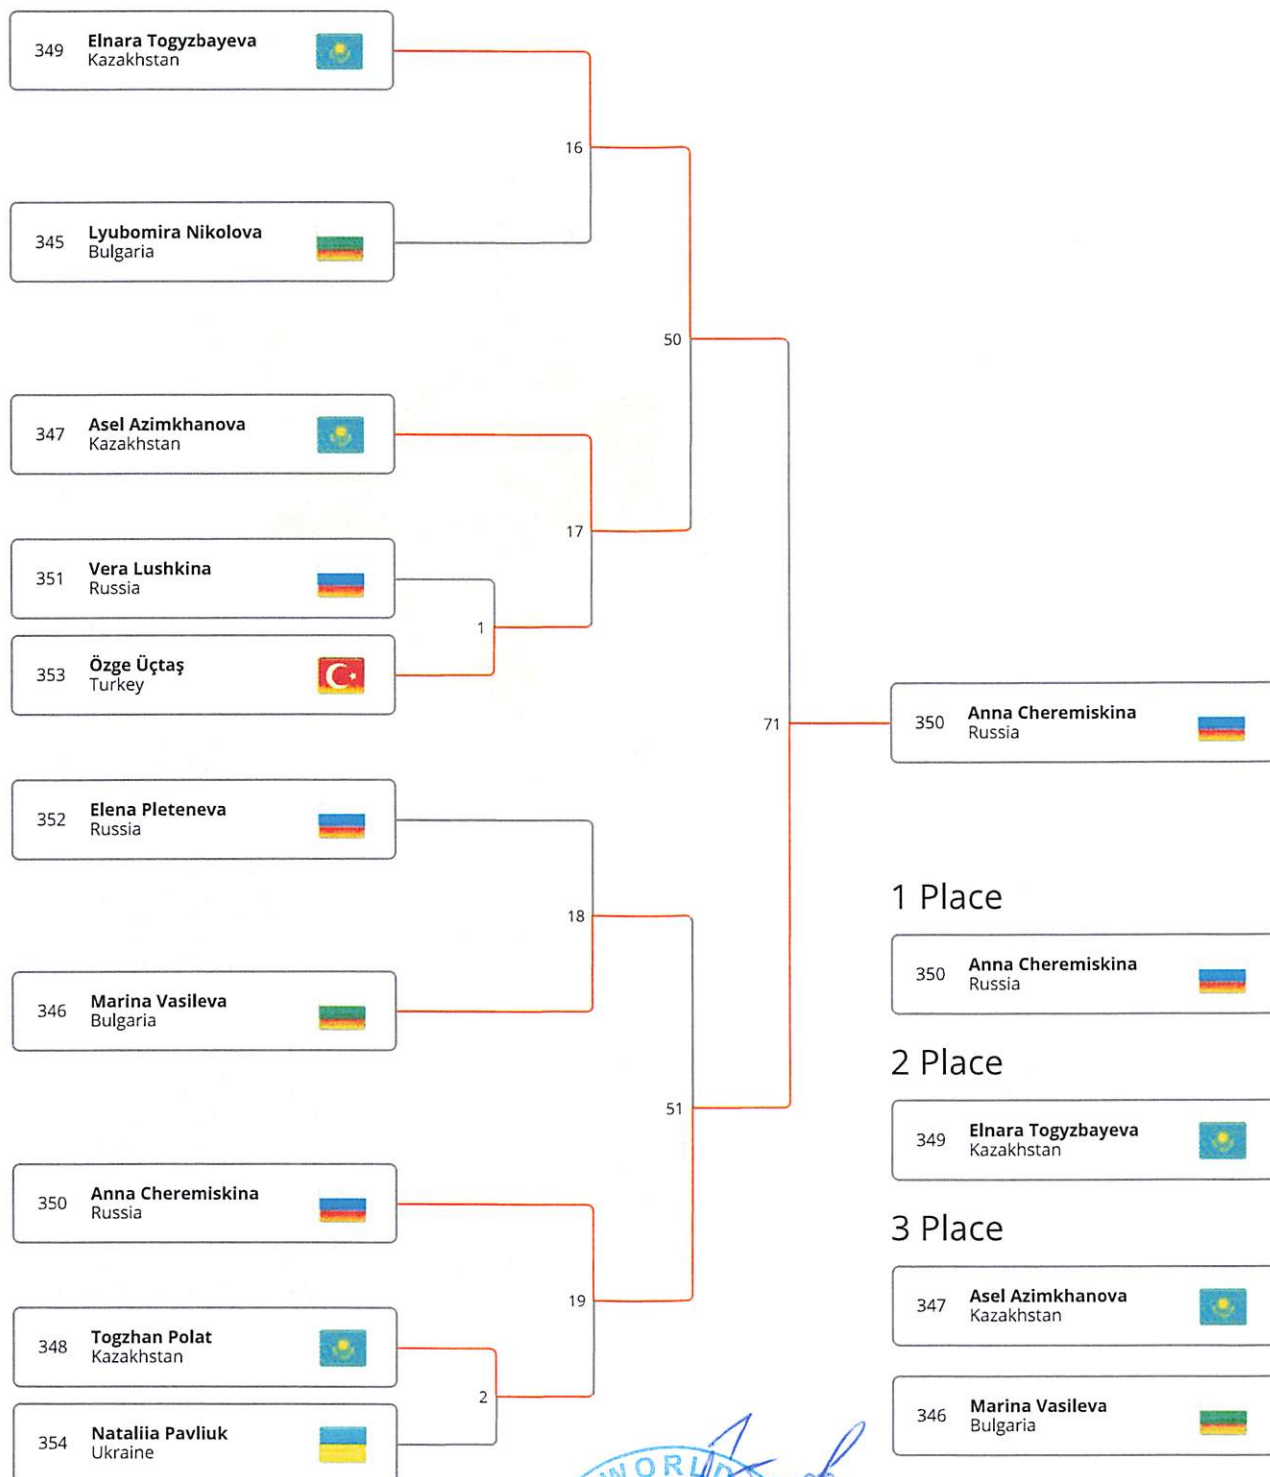 349 Elnara Togyzbayeva
Kazakhstan
16
345 Lyubomira Nikolova
Bulgaria
50
347 Asel Azimkhanova
Kazakhstan
17
351 Vera Lushkina
Russia
1
353 Özge Üçtaş
Turkey
71
350 Anna Cheremiskina
Russia
352 Elena Pleteneva
Russia
18
346 Marina Vasileva
Bulgaria
51
350 Anna Cheremiskina
Russia
19
348 Togzhan Polat
Kazakhstan
2
354 Nataliia Pavliuk
Ukraine
1 Place
350 Anna Cheremiskina
Russia
2 Place
349 Elnara Togyzbayeva
Kazakhstan
3 Place
347 Asel Azimkhanova
Kazakhstan
346 Marina Vasileva
Bulgaria
WORLD